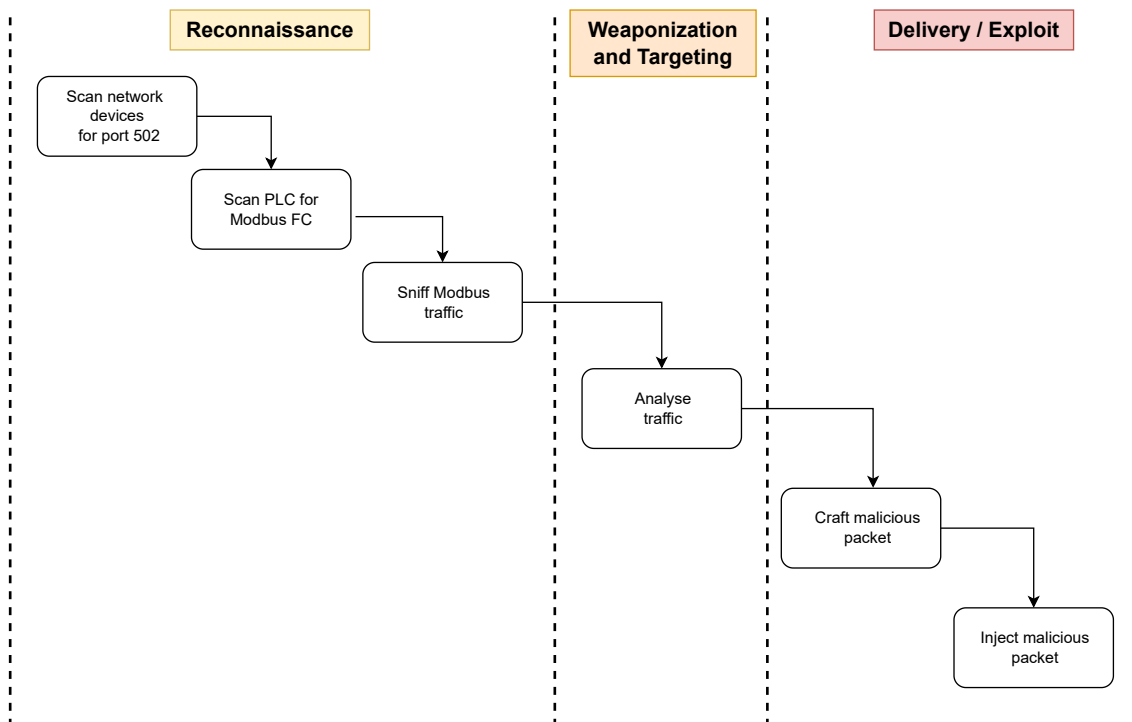 Reconnaissance
Weaponization
and Targeting
Delivery / Exploit
Scan network
devices
for port 502
Scan PLC for
Modbus FC
Sniff Modbus
traffic
Analyse
traffic
Craft malicious
packet
Inject malicious
packet